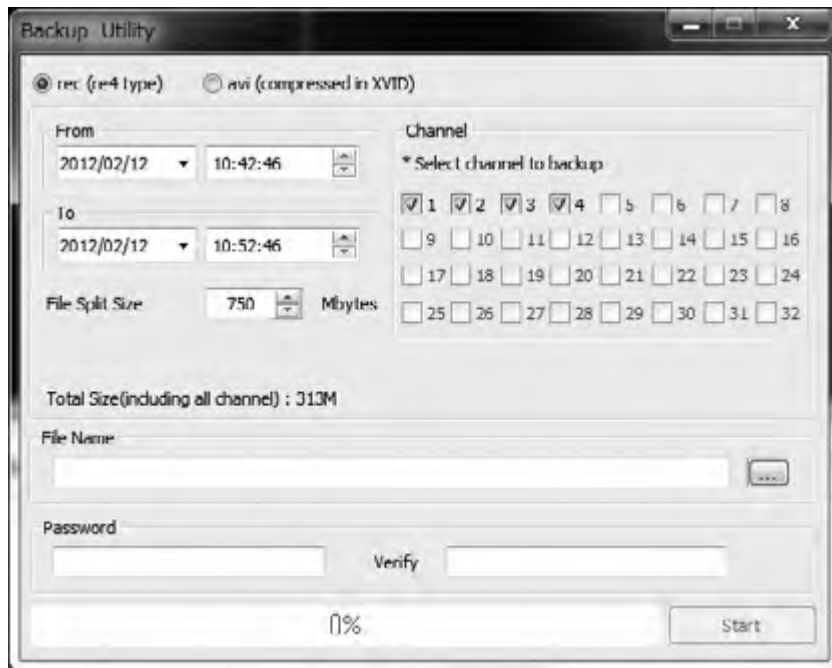 Backup Utility
rec (re4 type) avi (compressed in XVID)
From
2012/02/12 10:42:46
To
2012/02/12 10:52:46
File Split Size 750 Mbytes
Channel
* Select channel to backup
1 2 3 4 5 6 7 8
9 10 11 12 13 14 15 16
17 18 19 20 21 22 23 24
25 26 27 28 29 30 31 32
Total Size(including all channel) : 313M
File Name
...
Password
Verify
0% Start